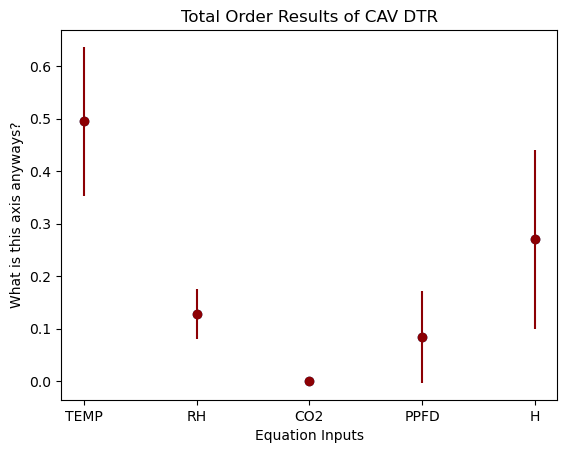 Total Order Results of CAV DTR
What is this axis anyways?
0.6
0.5
0.4
0.3
0.2
0.1
0.0
TEMP RH CO2 PPFD H
Equation Inputs